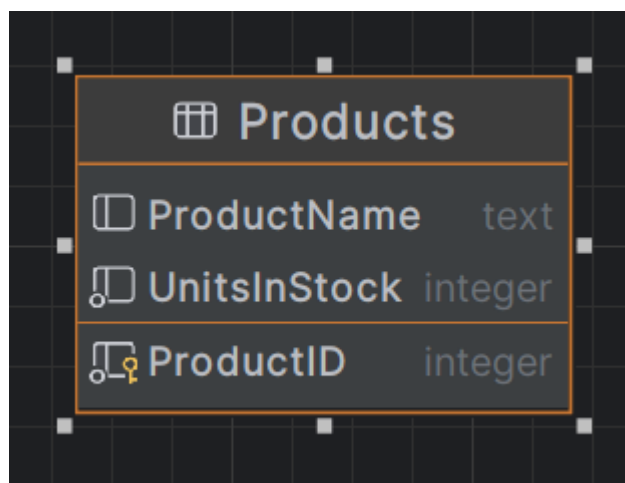 Products
ProductName text
UnitsInStock integer
ProductID integer